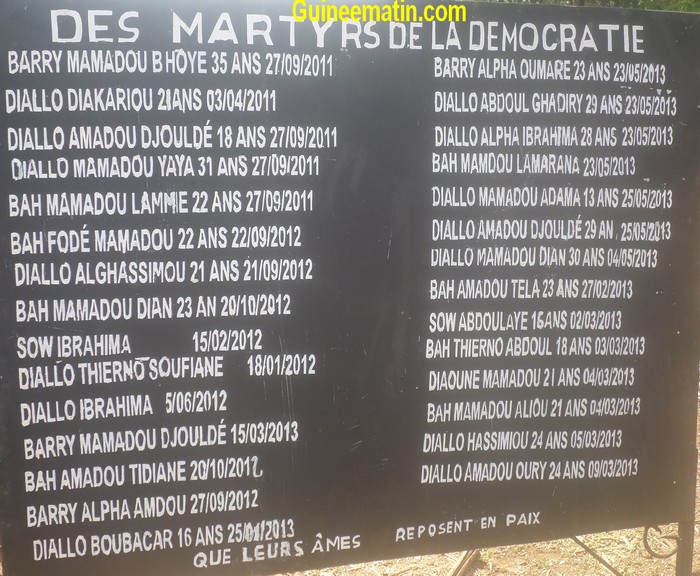 Guineematin.com
DES MARTYRS DE LA DEMOCRATIE
BARRY MAMADOU BHOYE 35 ANS 27/09/2011
DIALLO DIAKARIOU 21ANS 03/04/2011
DIALLO AMADOU DJOULDÉ 18 ANS 27/09/2011
DIALLO MAMADOU YAYA 31 ANS 27/09/2011
BAH MAMADOU LAMMIE 22 ANS 27/09/2011
BAH FODÉ MAMADOU 22 ANS 22/09/2012
DIALLO ALGHASSIMOU 21 ANS 21/09/2012
BAH MAMADOU DIAN 23 AN 20/10/2012
SOW IBRAHIMA 15/02/2012
DIALLO THIERNO SOUFIANE 18/01/2012
DIALLO IBRAHIMA 5/06/2012
BARRY MAMADOU DJOULDÉ 15/03/2013
BAH AMADOU TIDIANE 20/10/2012
BARRY ALPHA AMDOU 27/09/2012
DIALLO BOUBACAR 16 ANS 25/01/2013
BARRY ALPHA OUMARE 23 ANS 23/05/2013
DIALLO ABDOUL GHADIRY 29 ANS 23/05/2013
DIALLO ALPHA IBRAHIMA 28 ANS 23/05/2013
BAH MAMDOU LAMARANA 23/05/2013
DIALLO MAMADOU ADAMA 13 ANS 25/05/2013
DIALLO AMADOU DJOULDÉ 29 AN 25/05/2013
DIALLO MAMADOU DIAN 30 ANS 04/05/2013
BAH AMADOU TELA 23 ANS 27/02/2013
SOW ABDOULAYE 16ANS 02/03/2013
BAH THIERNO ABDOUL 18 ANS 03/03/2013
DIAOUNE MAMADOU 21 ANS 04/03/2013
BAH MAMADOU ALIOU 21 ANS 04/03/2013
DIALLO HASSIMIOU 24 ANS 05/03/2013
DIALLO AMADOU OURY 24 ANS 09/03/2013
QUE LEURS ÂMES REPOSENT EN PAIX